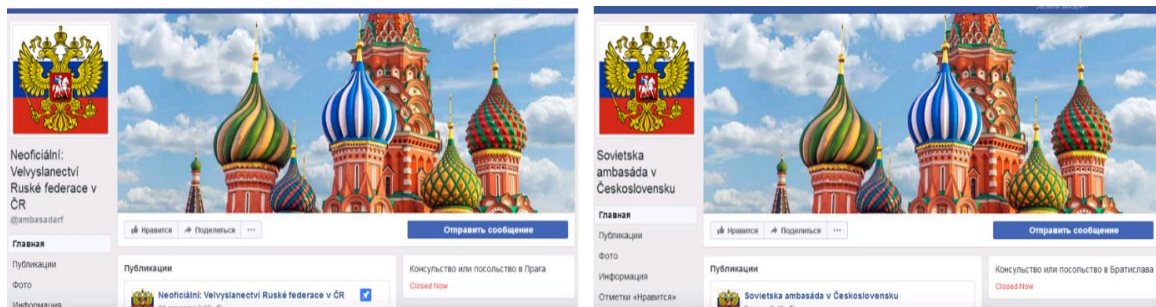 Neoficiální:
Velvyslanectví
Ruské federace v
ČR
@ambasadarf
Главная
Публикации
Фото
Информация
Нравится Поделиться ...
Отправить сообщение
Публикации
Neoficiální: Velvyslanectví Ruské federace v ČR
Консульство или посольство в Прага
Closed Now
Sovietska
ambasáda v
Československu
Главная
Публикации
Фото
Информация
Отметки «Нравится»
Нравится Поделиться ...
Отправить сообщение
Публикации
Sovietska ambasáda v Československu
Консульство или посольство в Братислава
Closed Now